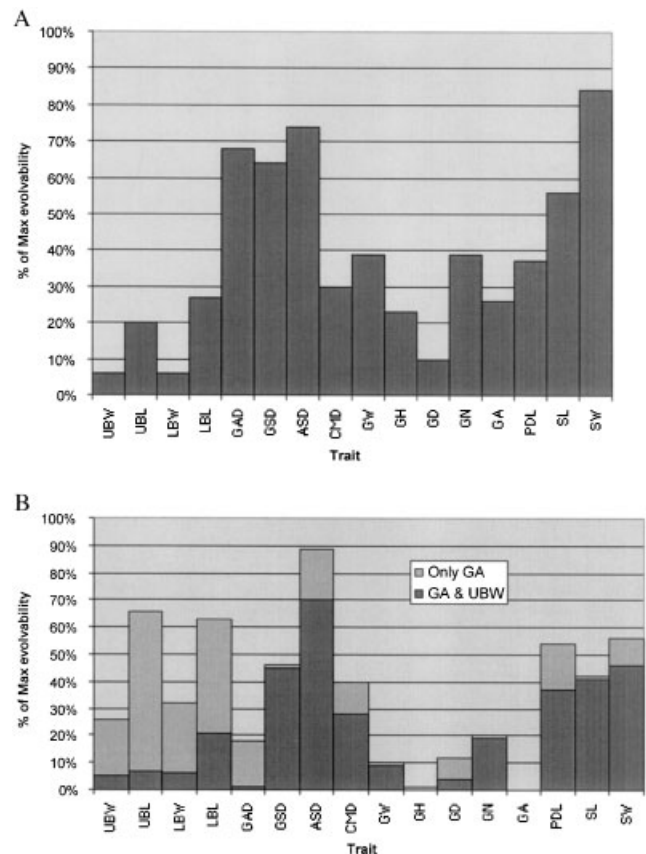 A
100%
90%
80%
70%
60%
50%
40%
30%
20%
10%
0%
% of Max evolvability
UBW
UBL
LBW
LBL
GAD
GSD
ASD
CMD
GW
GH
GD
GN
GA
PDL
SL
SW
Trait
B
100%
90%
80%
70%
60%
50%
40%
30%
20%
10%
0%
% of Max evolvability
Only GA
GA & UBW
UBW
UBL
LBW
LBL
GAD
GSD
ASD
CMD
GW
GH
GD
GN
GA
PDL
SL
SW
Trait